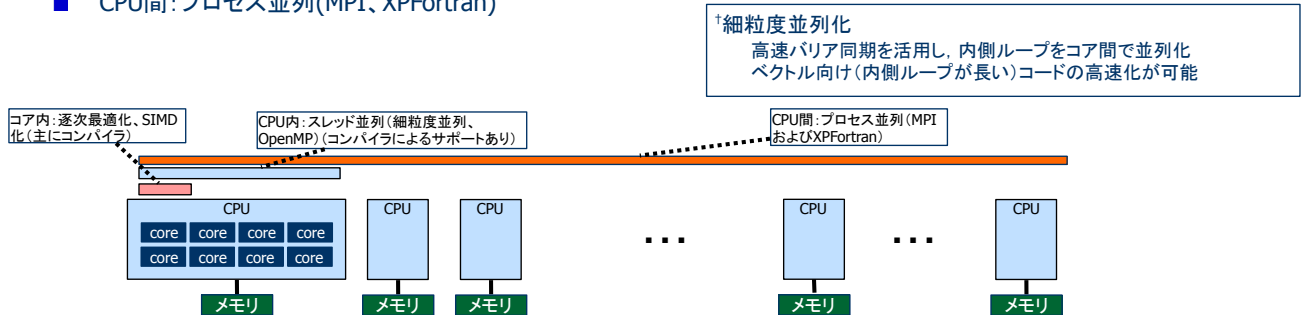 ■ CPU間：プロセス並列(MPI、XPFortran)
†細粒度並列化
高速バリア同期を活用し，内側ループをコア間で並列化
ベクトル向け（内側ループが長い）コードの高速化が可能
コア内：逐次最適化、SIMD
化（主にコンパイラ）
CPU内：スレッド並列（細粒度並列、
OpenMP）（コンパイラによるサポートあり）
CPU間：プロセス並列（MPI
およびXPFortran）
CPU CPU CPU CPU CPU
core core core core
... ...
core core core core
メモリ メモリ メモリ メモリ メモリ